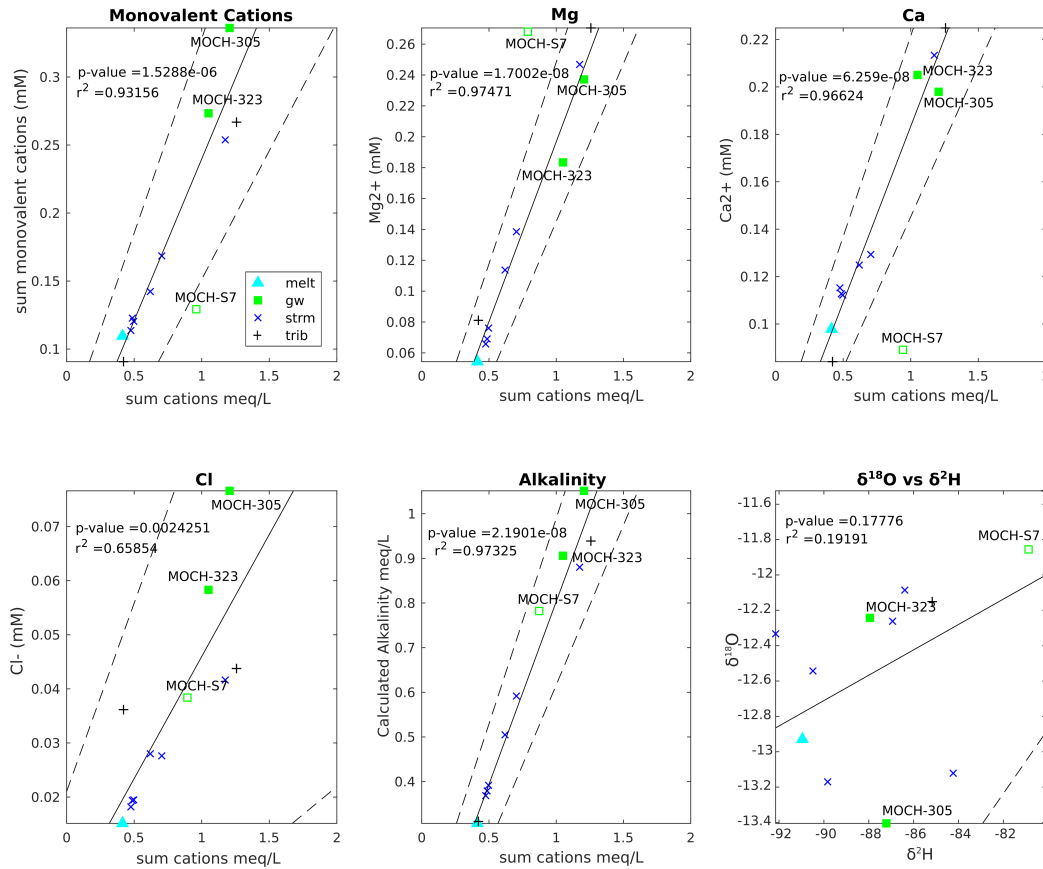 Monovalent Cations
MOCH-305
p-value =1.5288e-06
r² =0.93156
MOCH-323
MOCH-S7
melt
gw
strm
trib
0.3
0.25
0.2
0.15
0.1
sum monovalent cations (mM)
0 0.5 1 1.5 2
sum cations meq/L
Mg
MOCH-S7
p-value =1.7002e-08
r² =0.97471
MOCH-305
MOCH-323
0.26
0.24
0.22
0.2
0.18
0.16
0.14
0.12
0.1
0.08
0.06
Mg2+ (mM)
0 0.5 1 1.5 2
sum cations meq/L
Ca
p-value =6.259e-08
r² =0.96624
MOCH-323
MOCH-305
MOCH-S7
0.22
0.2
0.18
0.16
0.14
0.12
0.1
Ca2+ (mM)
0 0.5 1 1.5 2
sum cations meq/L
Cl
MOCH-305
p-value =0.0024251
r² =0.65854
MOCH-323
MOCH-S7
0.07
0.06
0.05
0.04
0.03
0.02
Cl- (mM)
0 0.5 1 1.5 2
sum cations meq/L
Alkalinity
MOCH-305
p-value =2.1901e-08
r² =0.97325
MOCH-323
MOCH-S7
1
0.9
0.8
0.7
0.6
0.5
0.4
Calculated Alkalinity meq/L
0 0.5 1 1.5 2
sum cations meq/L
δ¹⁸O vs δ²H
p-value =0.17776
r² =0.19191
MOCH-S7
MOCH-323
MOCH-305
-11.6
-11.8
-12
-12.2
-12.4
-12.6
-12.8
-13
-13.2
-13.4
δ¹⁸O
-92 -90 -88 -86 -84 -82
δ²H